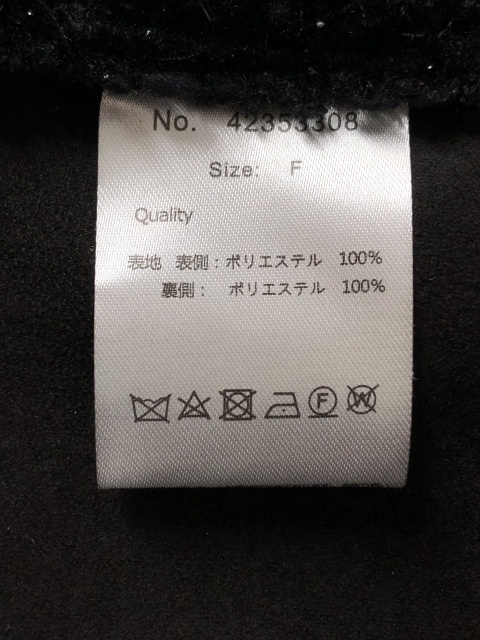 No. 42353308
Size: F
Quality
表地 表側：ポリエステル 100%
裏側： ポリエステル 100%
F W